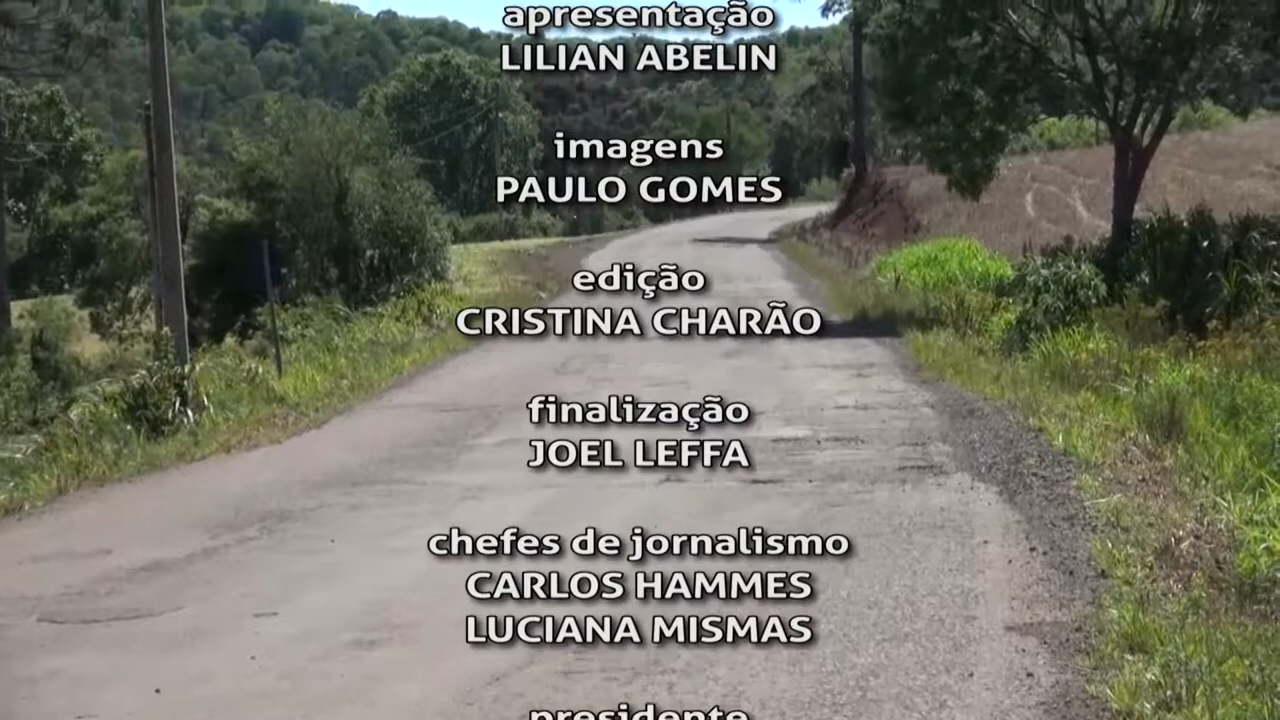 apresentação
LILIAN ABELIN
imagens
PAULO GOMES
edição
CRISTINA CHARÃO
finalização
JOEL LEFFA
chefes de jornalismo
CARLOS HAMMES
LUCIANA MISMAS
presidente